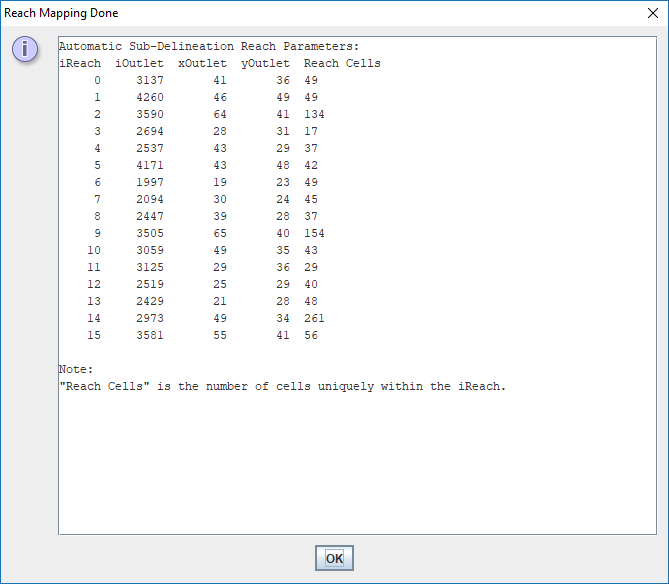 Reach Mapping Done
Automatic Sub-Delineation Reach Parameters:
iReach iOutlet xOutlet yOutlet Reach Cells
0 3137 41 36 49
1 4260 46 49 49
2 3590 64 41 134
3 2694 28 31 17
4 2537 43 29 37
5 4171 43 48 42
6 1997 19 23 49
7 2094 30 24 45
8 2447 39 28 37
9 3505 65 40 154
10 3059 49 35 43
11 3125 29 36 29
12 2519 25 29 40
13 2429 21 28 48
14 2973 49 34 261
15 3581 55 41 56
Note:
"Reach Cells" is the number of cells uniquely within the iReach.
OK